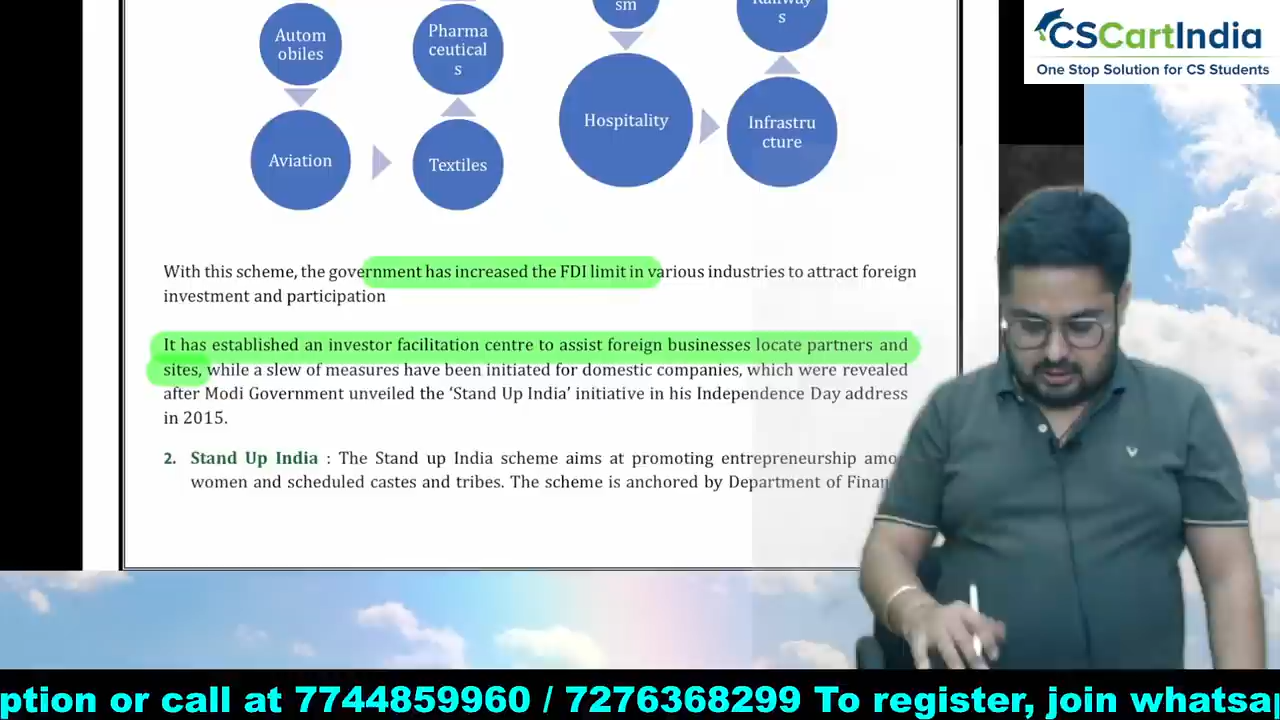 sm
Railway
s
Autom
obiles
Pharma
ceutical
s
Hospitality
Infrastru
cture
Aviation
Textiles
CSCartIndia
One Stop Solution for CS Students
With this scheme, the government has increased the FDI limit in various industries to attract foreign
investment and participation
It has established an investor facilitation centre to assist foreign businesses locate partners and
sites, while a slew of measures have been initiated for domestic companies, which were revealed
after Modi Government unveiled the ‘Stand Up India’ initiative in his Independence Day address
in 2015.
2. Stand Up India : The Stand up India scheme aims at promoting entrepreneurship amo
women and scheduled castes and tribes. The scheme is anchored by Department of Finan
ption or call at 7744859960 / 7276368299 To register, join whatsa